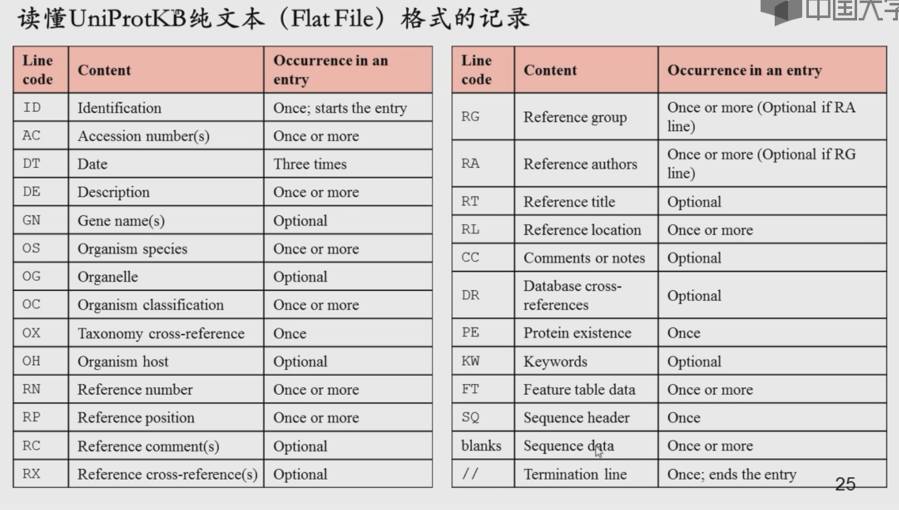 读懂UniProtKB纯文本（Flat File）格式的记录
中国大学
Line code Content Occurrence in an entry
ID Identification Once; starts the entry
AC Accession number(s) Once or more
DT Date Three times
DE Description Once or more
GN Gene name(s) Optional
OS Organism species Once or more
OG Organelle Optional
OC Organism classification Once or more
OX Taxonomy cross-reference Once
OH Organism host Optional
RN Reference number Once or more
RP Reference position Once or more
RC Reference comment(s) Optional
RX Reference cross-reference(s) Optional
Line code Content Occurrence in an entry
RG Reference group Once or more (Optional if RA line)
RA Reference authors Once or more (Optional if RG line)
RT Reference title Optional
RL Reference location Once or more
CC Comments or notes Optional
DR Database cross-references Optional
PE Protein existence Once
KW Keywords Optional
FT Feature table data Once or more
SQ Sequence header Once
blanks Sequence data Once or more
// Termination line Once; ends the entry
25